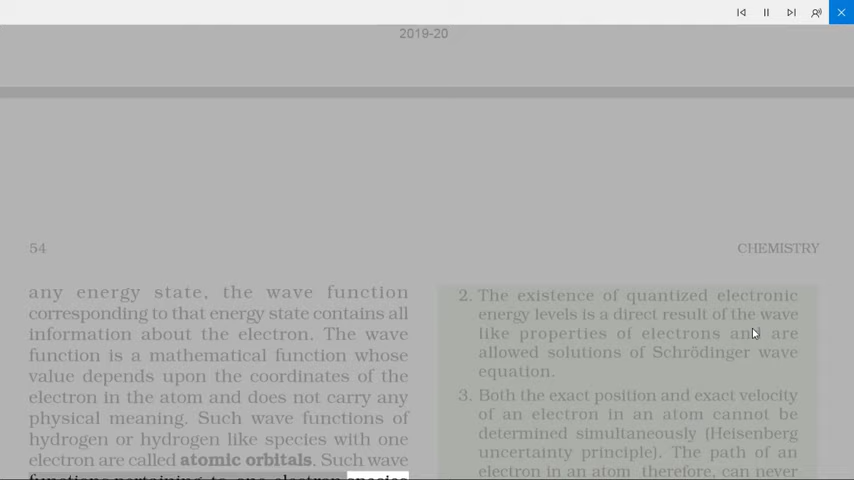 2019-20
54
CHEMISTRY
any energy state, the wave function
corresponding to that energy state contains all
information about the electron. The wave
function is a mathematical function whose
value depends upon the coordinates of the
electron in the atom and does not carry any
physical meaning. Such wave functions of
hydrogen or hydrogen like species with one
electron are called atomic orbitals. Such wave
functions pertaining to one-electron species
2. The existence of quantized electronic
energy levels is a direct result of the wave
like properties of electrons and are
allowed solutions of Schrödinger wave
equation.
3. Both the exact position and exact velocity
of an electron in an atom cannot be
determined simultaneously (Heisenberg
uncertainty principle). The path of an
electron in an atom therefore, can never